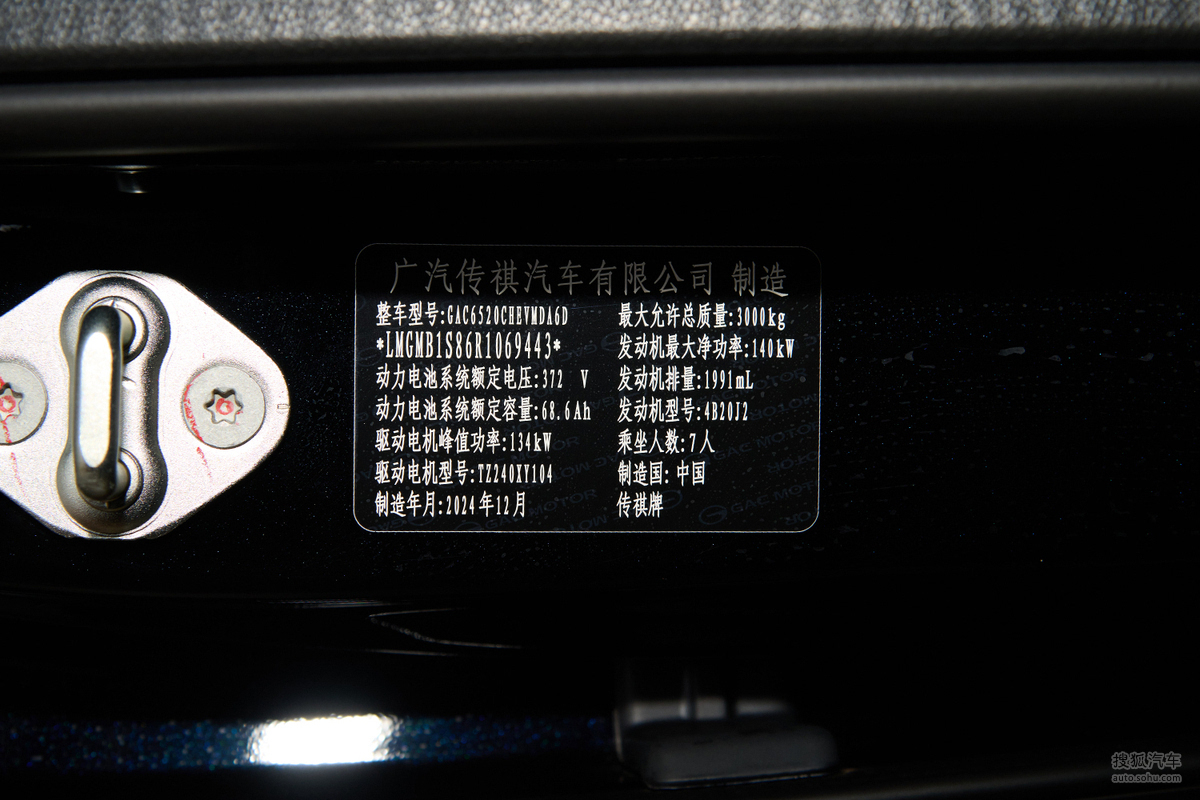 广汽传祺汽车有限公司 制造
整车型号:GAC6520CHEVMDA6D
*LMGMB1S86R1069443*
动力电池系统额定电压:372 V
动力电池系统额定容量:68.6Ah
驱动电机峰值功率:134kW
驱动电机型号:TZ240XY104
制造年月:2024年12月
最大允许总质量:3000kg
发动机最大净功率:140kW
发动机排量:1991mL
发动机型号:4B20J2
乘坐人数:7人
制造国:中国
传祺牌
GAC MOTOR
搜狐汽车
auto.sohu.com